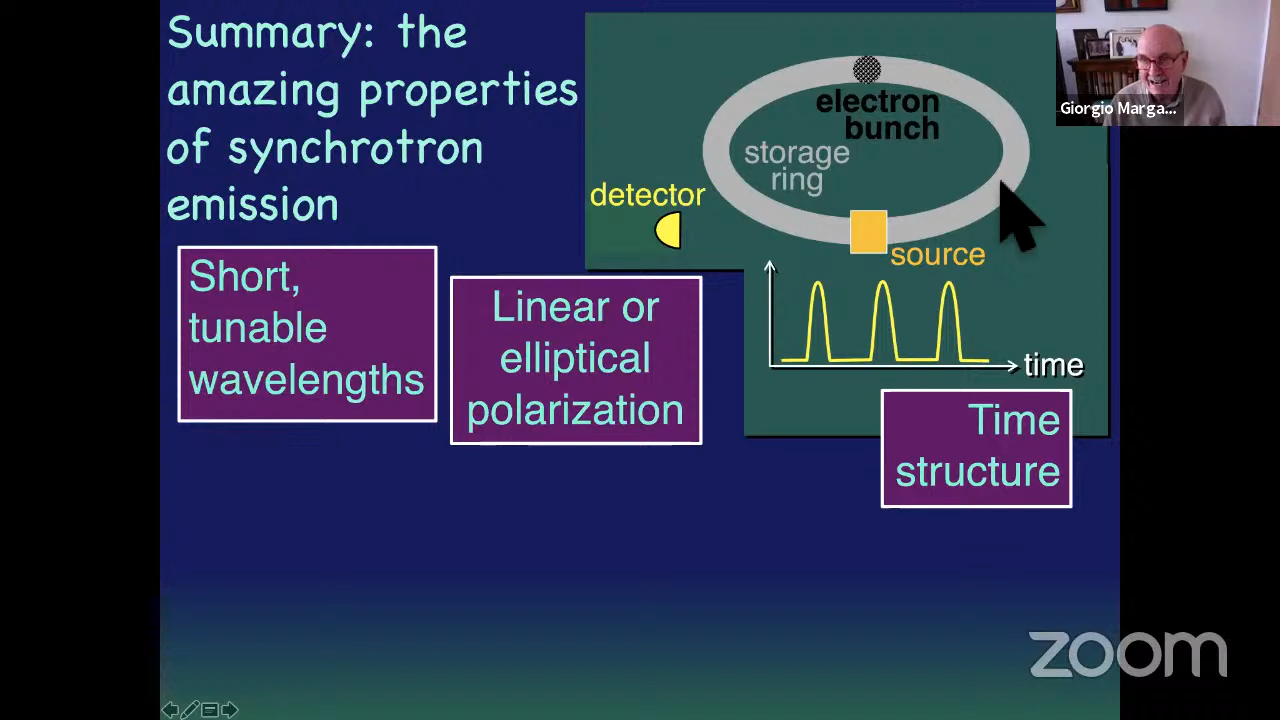 Summary: the
amazing properties
of synchrotron
emission
electron
bunch
storage
ring
detector
source
time
Short,
tunable
wavelengths
Linear or
elliptical
polarization
Time
structure
Giorgio Marga...
zoom